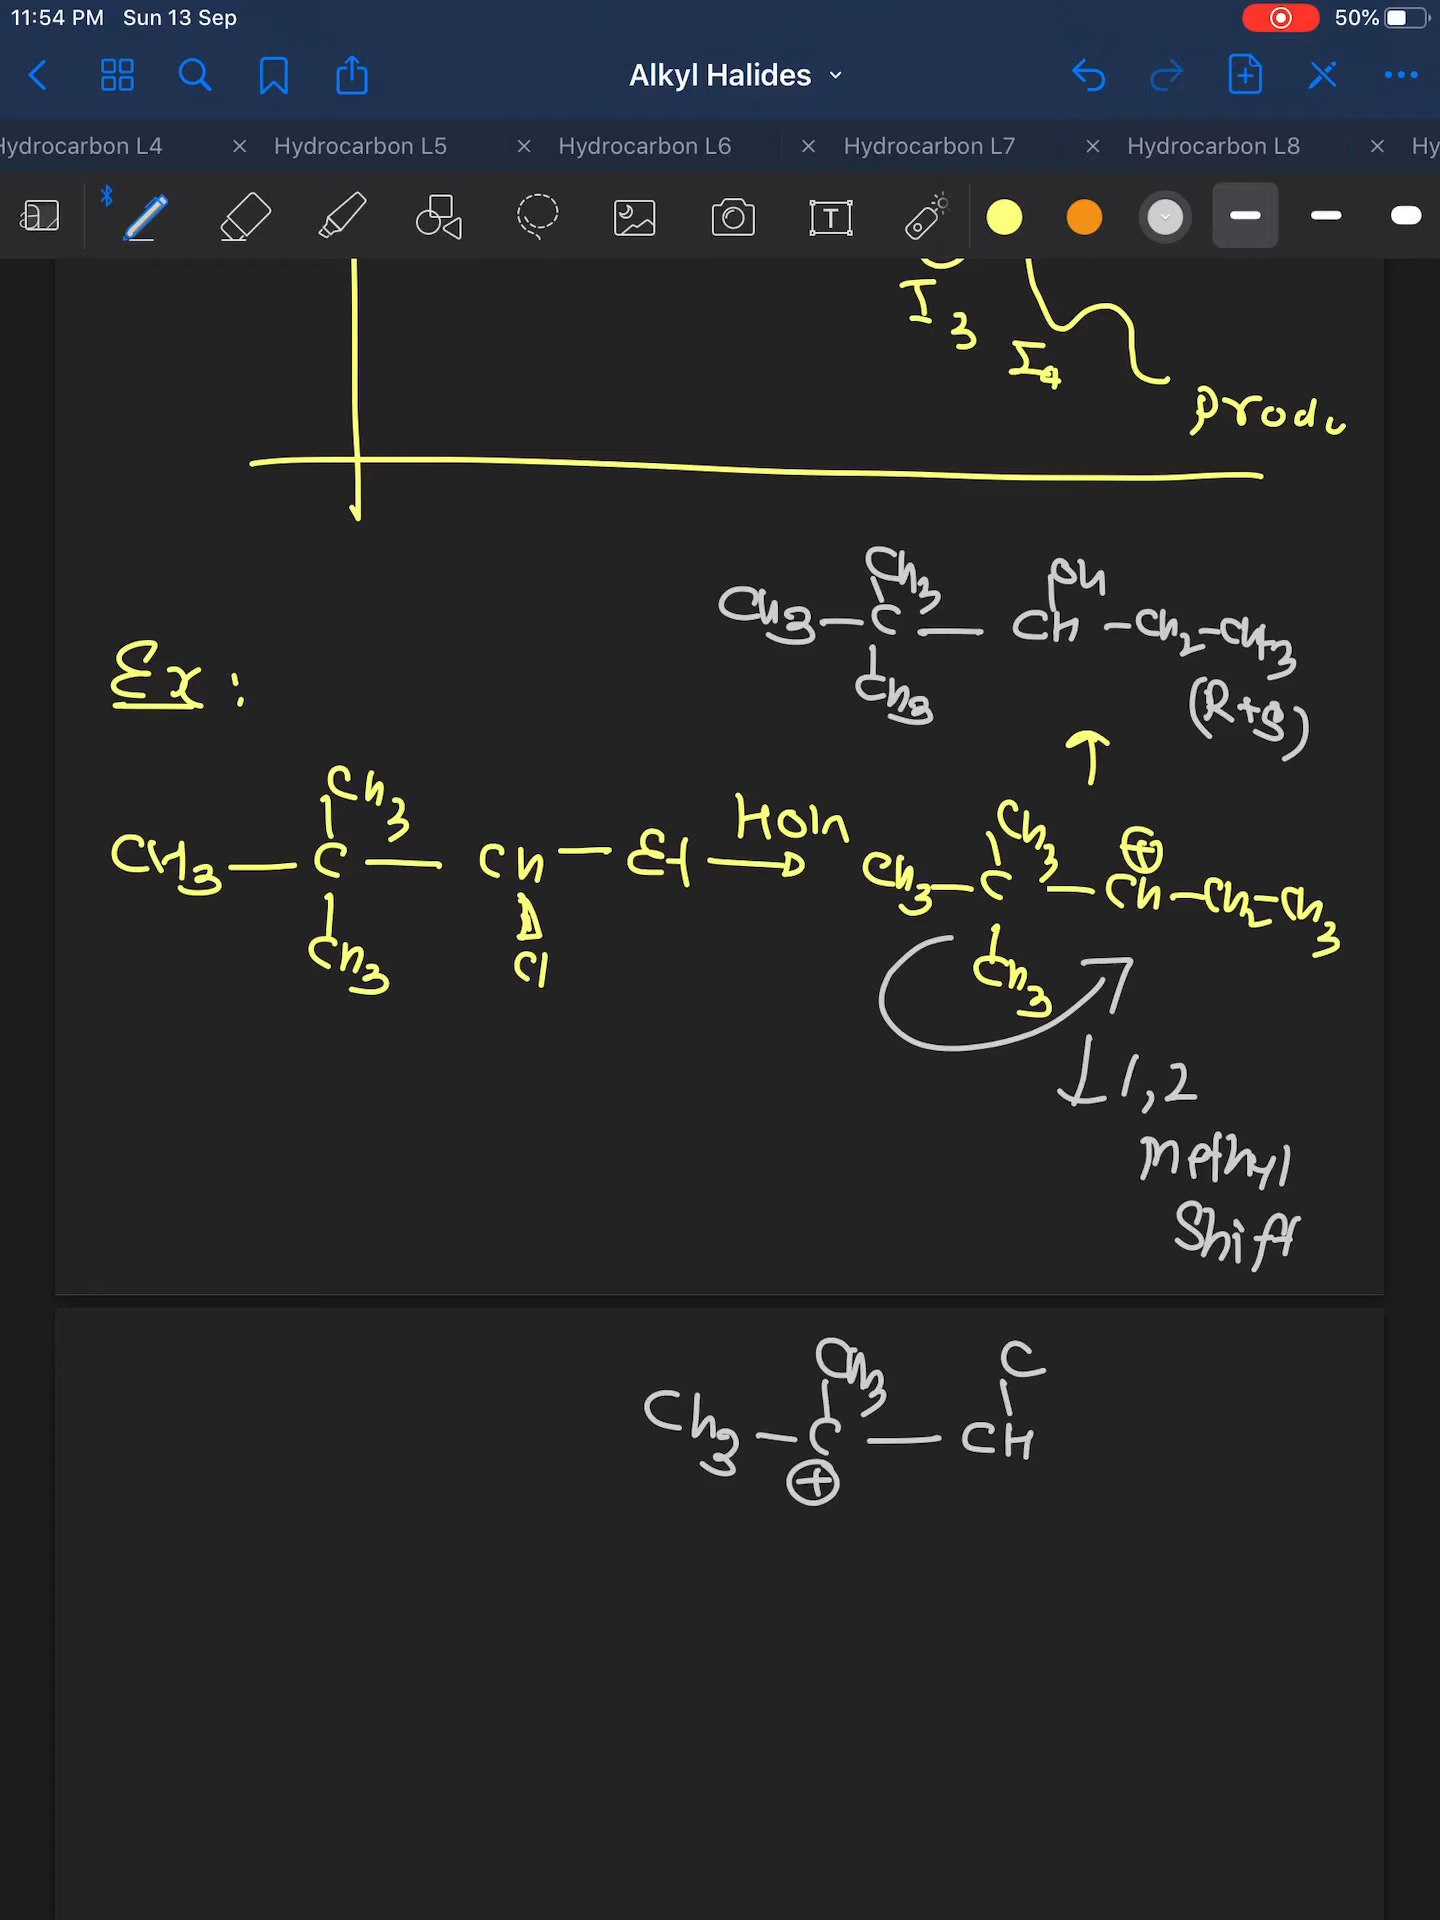 11:54 PM Sun 13 Sep 50%
Alkyl Halides
Hydrocarbon L4 Hydrocarbon L5 Hydrocarbon L6 Hydrocarbon L7 Hydrocarbon L8 Hy
a T
I3
I4
produ
CH3 OH
CH3—C—CH-CH2-CH3
CH3
(R+S)
Ex:
↑
CH3
CH3—C—CH—Et HOH → CH3—C—CH-CH2-CH3
CH3 Cl
CH3 ⊕
CH3
↓ 1,2
Methyl
Shift
CH3 C
CH3—C—CH
⊕